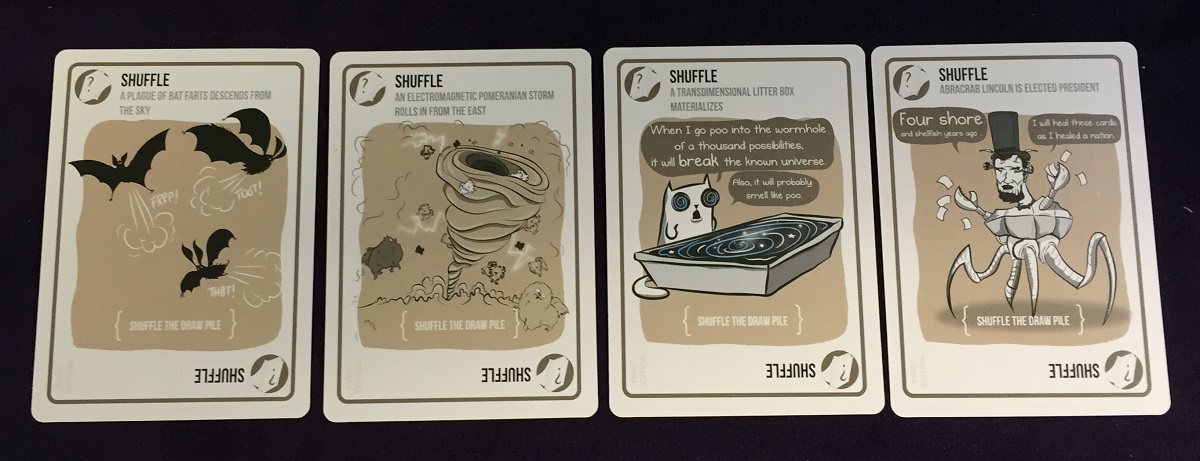 SHUFFLE
A PLAGUE OF BAT FARTS DESCENDS FROM
THE SKY
FRYP!
TOOT!
THBT!
{ SHUFFLE THE DRAW PILE }
SHUFFLE
SHUFFLE
AN ELECTROMAGNETIC POMERANIAN STORM
ROLLS IN FROM THE EAST
{ SHUFFLE THE DRAW PILE }
SHUFFLE
SHUFFLE
A TRANSDIMENSIONAL LITTER BOX
MATERIALIZES
When I go poo into the wormhole
of a thousand possibilities,
it will break the known universe
Also, it will probably
smell like poo.
{ SHUFFLE THE DRAW PILE }
SHUFFLE
SHUFFLE
ABRACRAB LINCOLN IS ELECTED PRESIDENT
Four shore
and shellfish years ago
I will heal these cards
as I healed a nation
{ SHUFFLE THE DRAW PILE }
SHUFFLE